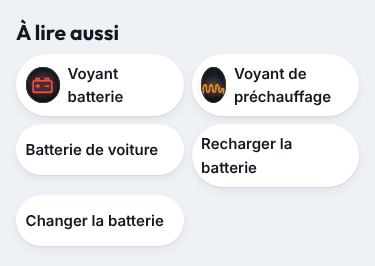 À lire aussi
Voyant
batterie
Voyant de
préchauffage
Batterie de voiture
Recharger la
batterie
Changer la batterie